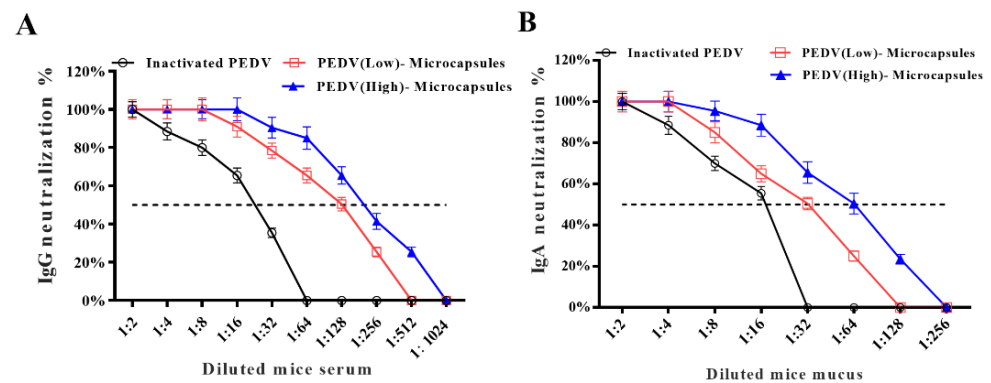 A
Inactivated PEDV
PEDV(Low)- Microcapsules
PEDV(High)- Microcapsules
IgG neutralization %
120%
100%
80%
60%
40%
20%
0%
1:2
1:4
1:8
1:16
1:32
1:64
1:128
1:256
1:512
1: 1024
Diluted mice serum
B
Inactivated PEDV
PEDV(Low)- Microcapsules
PEDV(High)- Microcapsules
IgA neutralization %
120%
100%
80%
60%
40%
20%
0%
1:2
1:4
1:8
1:16
1:32
1:64
1:128
1:256
Diluted mice mucus